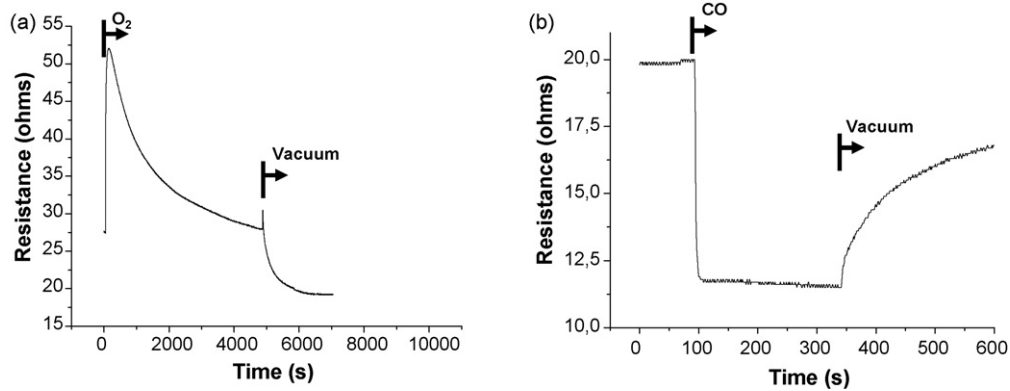 (a)
O₂
Vacuum
55
50
45
40
35
30
25
20
15
0
2000
4000
6000
8000
10000
Resistance (ohms)
Time (s)
(b)
CO
Vacuum
20,0
17,5
15,0
12,5
10,0
0
100
200
300
400
500
600
Resistance (ohms)
Time (s)